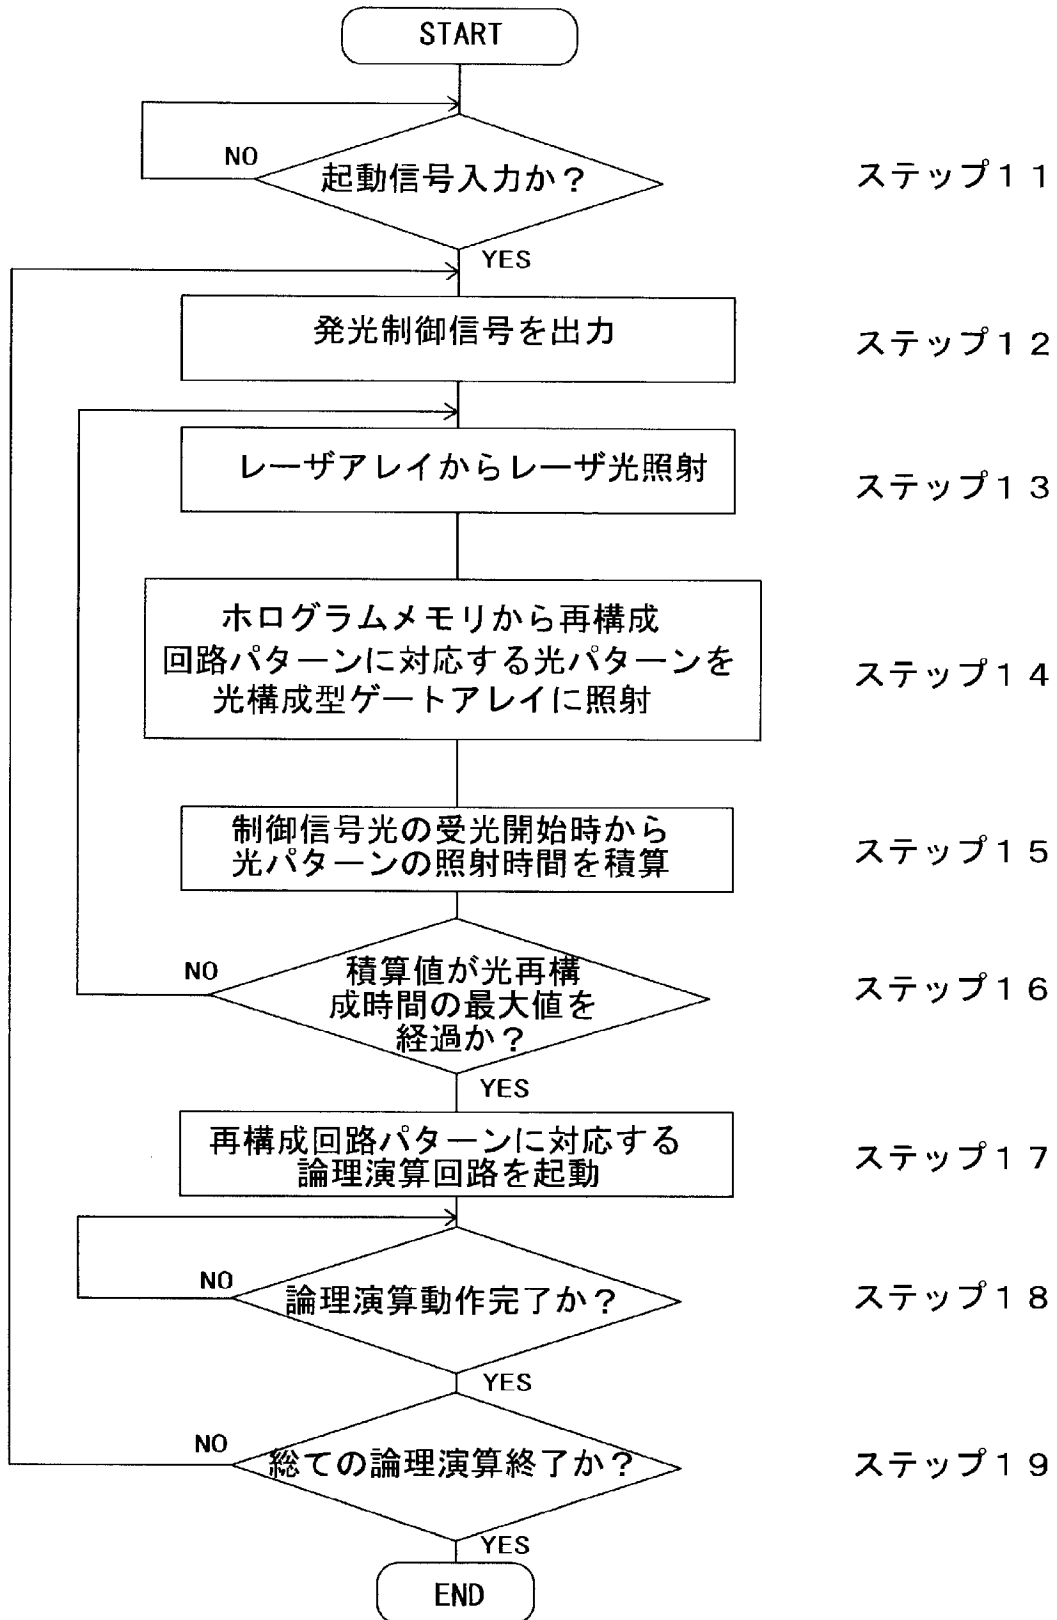 START
NO
起動信号入力か？
ステップ１１
YES
発光制御信号を出力
ステップ１２
レーザアレイからレーザ光照射
ステップ１３
ホログラムメモリから再構成
回路パターンに対応する光パターンを
光構成型ゲートアレイに照射
ステップ１４
制御信号光の受光開始時から
光パターンの照射時間を積算
ステップ１５
NO
積算値が光再構
成時間の最大値を
経過か？
ステップ１６
YES
再構成回路パターンに対応する
論理演算回路を起動
ステップ１７
NO
論理演算動作完了か？
ステップ１８
YES
NO
総ての論理演算終了か？
ステップ１９
YES
END